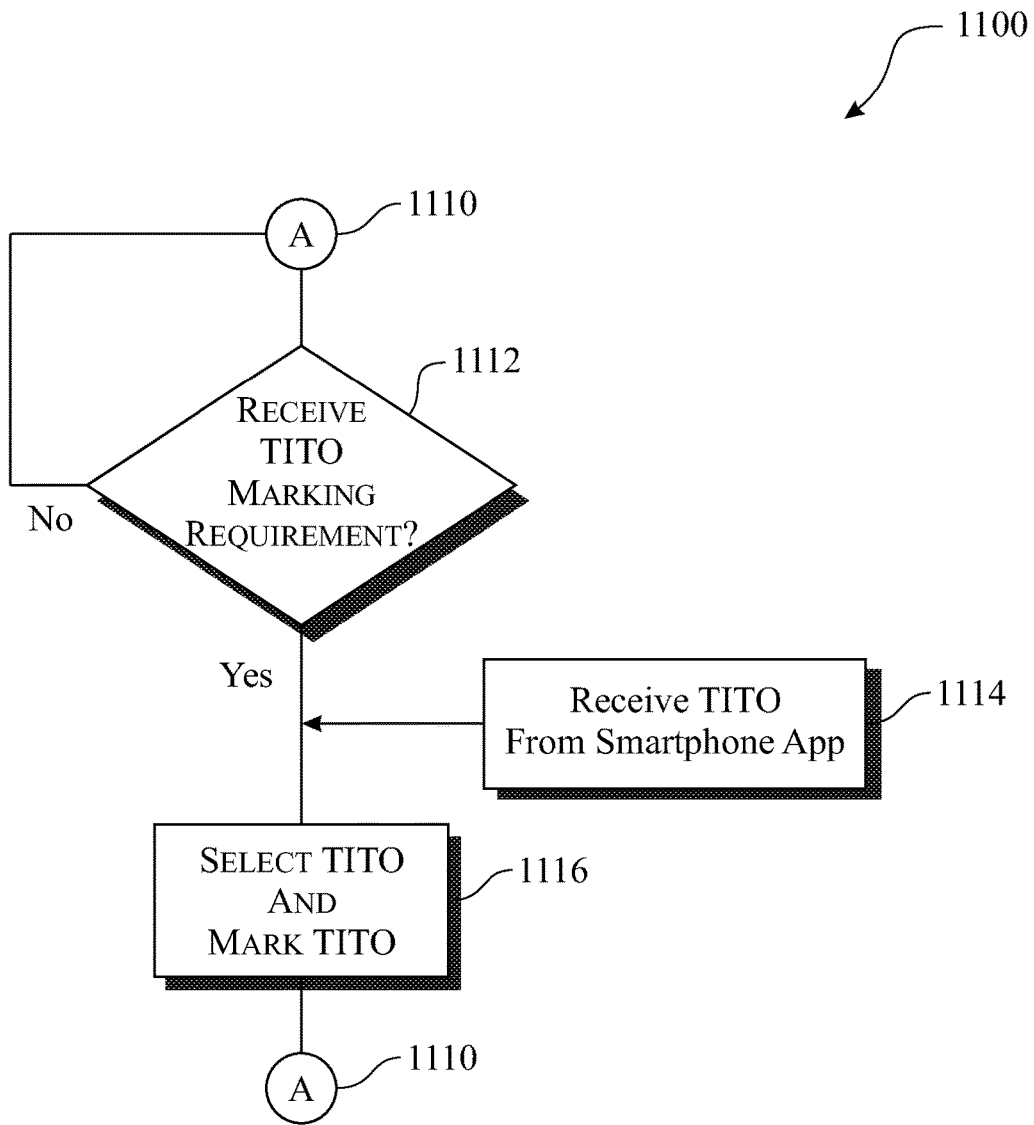 1100
A
1110
1112
RECEIVE
TITO
MARKING
REQUIREMENT?
No
Yes
Receive TITO
From Smartphone App
1114
SELECT TITO
AND
MARK TITO
1116
A
1110